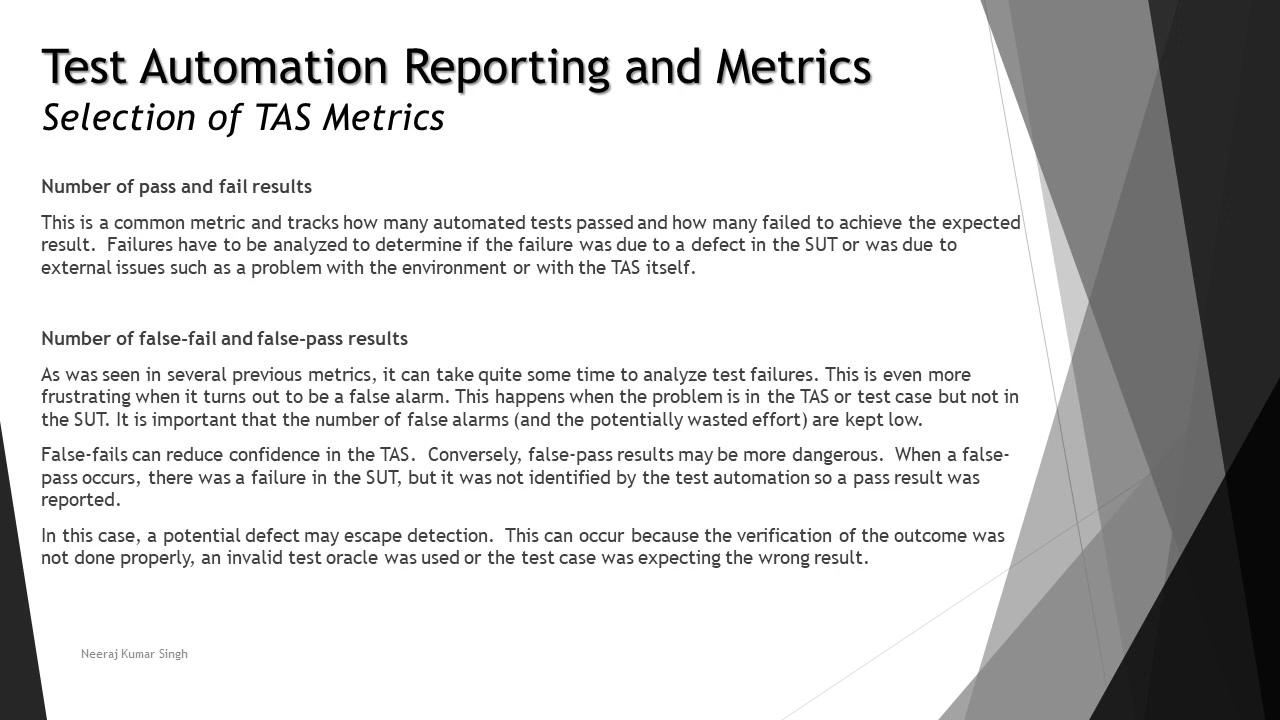 Test Automation Reporting and Metrics
Selection of TAS Metrics
Number of pass and fail results
This is a common metric and tracks how many automated tests passed and how many failed to achieve the expected
result.  Failures have to be analyzed to determine if the failure was due to a defect in the SUT or was due to
external issues such as a problem with the environment or with the TAS itself.
Number of false-fail and false-pass results
As was seen in several previous metrics, it can take quite some time to analyze test failures. This is even more
frustrating when it turns out to be a false alarm. This happens when the problem is in the TAS or test case but not in
the SUT. It is important that the number of false alarms (and the potentially wasted effort) are kept low.
False-fails can reduce confidence in the TAS.  Conversely, false-pass results may be more dangerous.  When a false-
pass occurs, there was a failure in the SUT, but it was not identified by the test automation so a pass result was
reported.
In this case, a potential defect may escape detection.  This can occur because the verification of the outcome was
not done properly, an invalid test oracle was used or the test case was expecting the wrong result.
Neeraj Kumar Singh